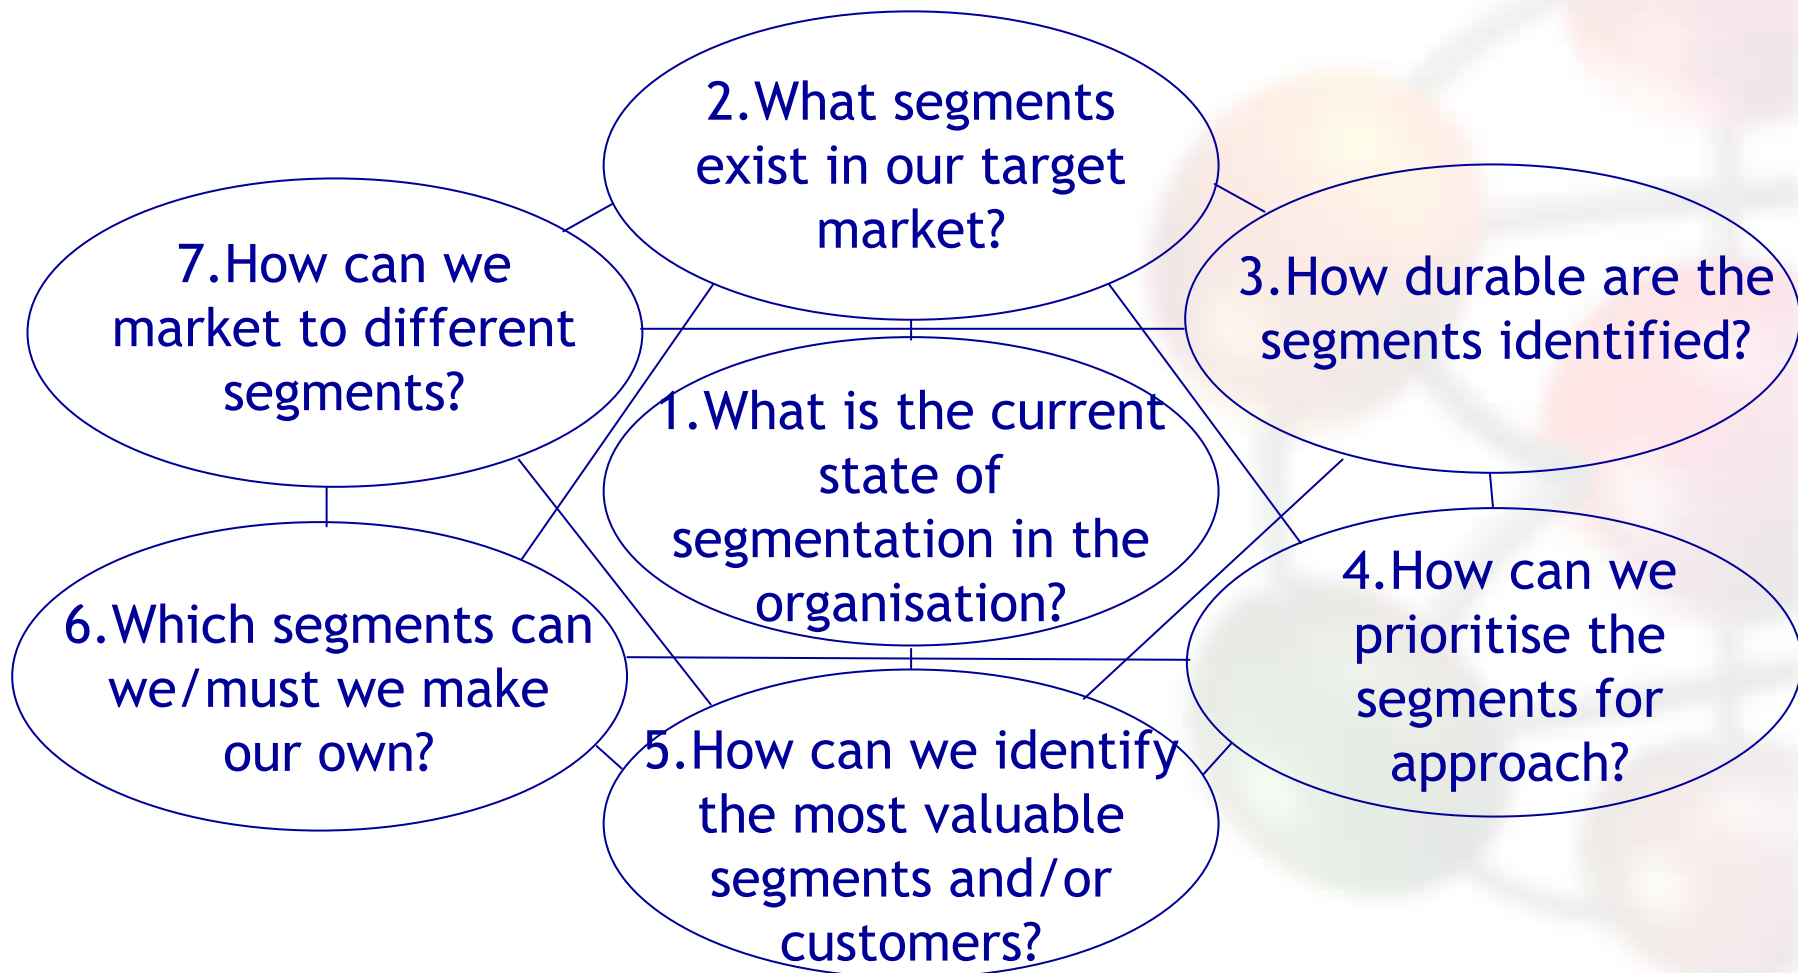 2.What segments
exist in our target
market?
7.How can we
market to different
segments?
3.How durable are the
segments identified?
1.What is the current
state of
segmentation in the
organisation?
6.Which segments can
we/must we make
our own?
4.How can we
prioritise the
segments for
approach?
5.How can we identify
the most valuable
segments and/or
customers?